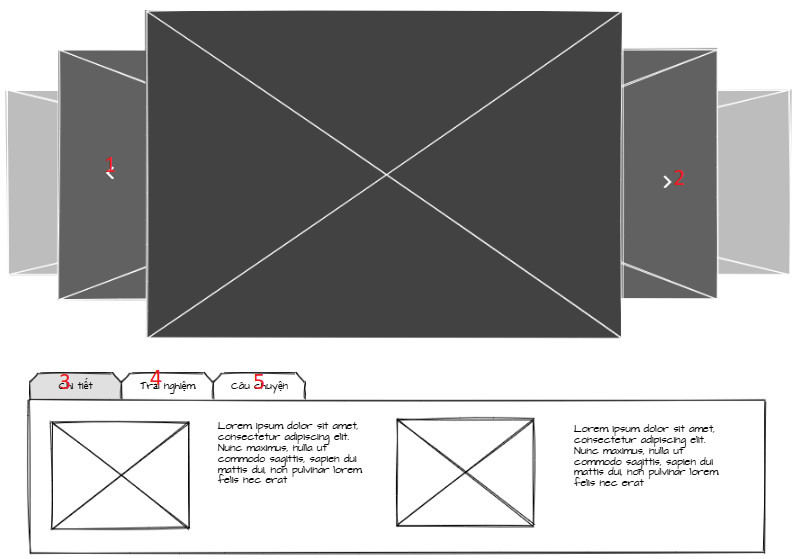 1
2
3 4 5
Chi tiết Trải nghiệm Câu chuyện
Lorem ipsum dolor sit amet,
consectetur adipiscing elit.
Nunc maximus, nulla ut
commodo sagittis, sapien dui
mattis dui, non pulvinar lorem
felis nec erat
Lorem ipsum dolor sit amet,
consectetur adipiscing elit.
Nunc maximus, nulla ut
commodo sagittis, sapien dui
mattis dui, non pulvinar lorem
felis nec erat